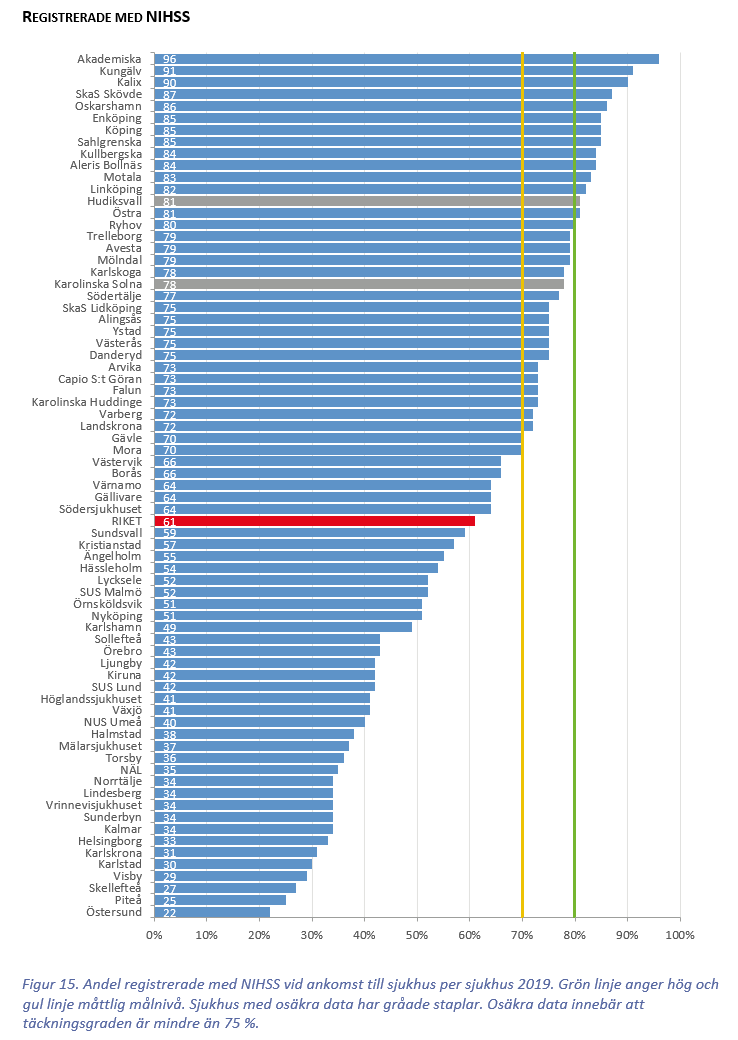 REGISTRERADE MED NIHSS
Akademiska 96
Kungälv 91
Kalix 90
SkaS Skövde 87
Oskarshamn 86
Enköping 85
Köping 85
Sahlgrenska 85
Kullbergska 84
Aleris Bollnäs 84
Motala 83
Linköping 82
Hudiksvall 81
Östra 81
Ryhov 80
Trelleborg 79
Avesta 79
Mölndal 79
Karlskoga 78
Karolinska Solna 78
Södertälje 77
SkaS Lidköping 75
Alingsås 75
Ystad 75
Västerås 75
Danderyd 75
Arvika 73
Capio S:t Göran 73
Falun 73
Karolinska Huddinge 73
Varberg 72
Landskrona 72
Gävle 70
Mora 70
Västervik 66
Borås 66
Värnamo 64
Gällivare 64
Södersjukhuset 64
RIKET 61
Sundsvall 59
Kristianstad 57
Ängelholm 55
Hässleholm 54
Lycksele 52
SUS Malmö 52
Örnsköldsvik 51
Nyköping 51
Karlshamn 49
Sollefteå 43
Örebro 43
Ljungby 42
Kiruna 42
SUS Lund 42
Höglandssjukhuset 41
Växjö 41
NUS Umeå 40
Halmstad 38
Mälarsjukhuset 37
Torsby 36
NÄL 35
Norrtälje 34
Lindesberg 34
Vrinnevisjukhuset 34
Sunderbyn 34
Kalmar 34
Helsingborg 33
Karlskrona 31
Karlstad 30
Visby 29
Skellefteå 27
Piteå 25
Östersund 22
0% 10% 20% 30% 40% 50% 60% 70% 80% 90% 100%
Figur 15. Andel registrerade med NIHSS vid ankomst till sjukhus per sjukhus 2019. Grön linje anger hög och
gul linje måttlig målnivå. Sjukhus med osäkra data har gråade staplar. Osäkra data innebär att
täckningsgraden är mindre än 75 %.